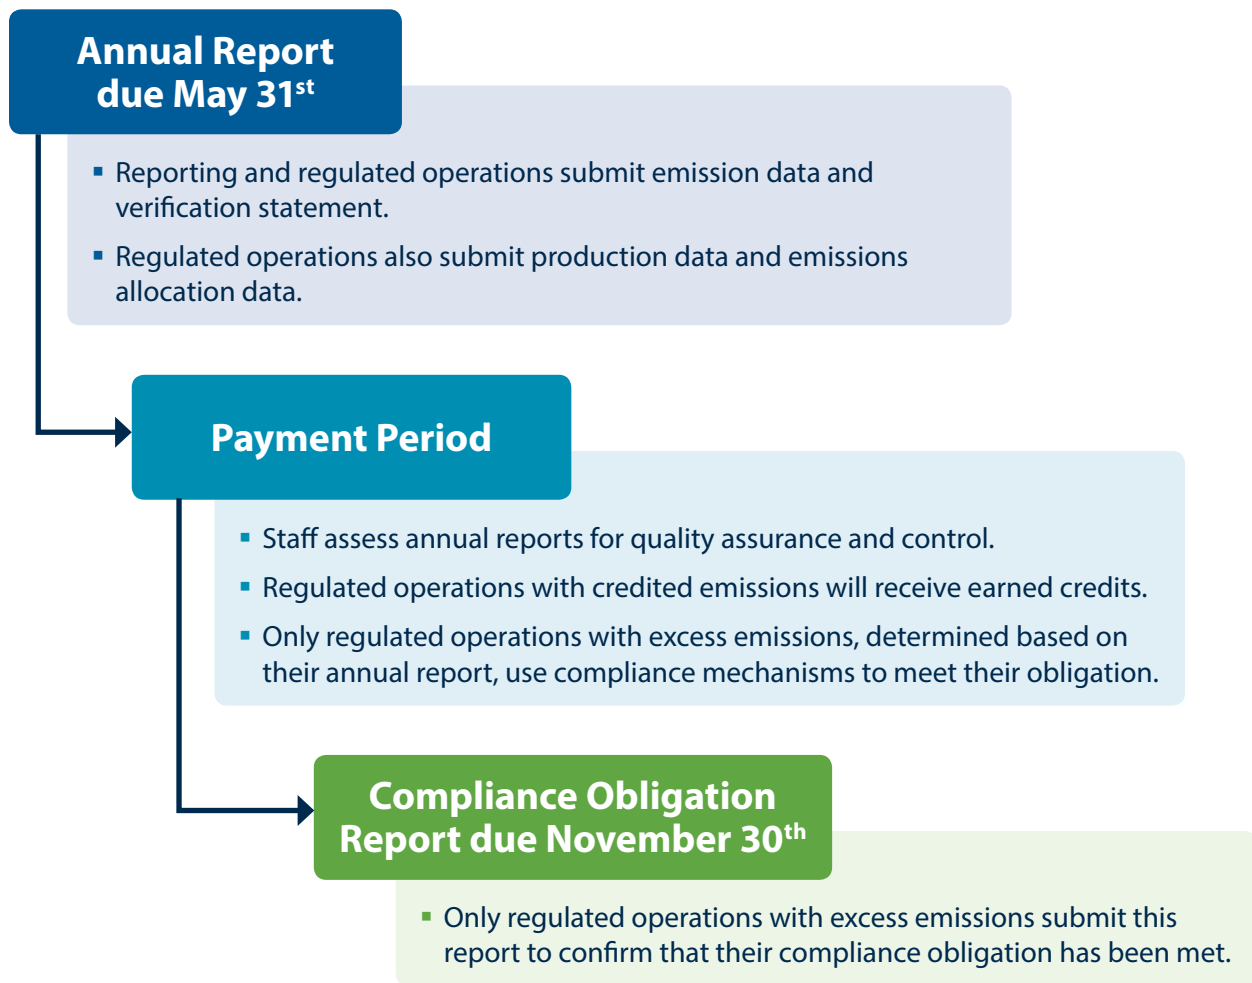 Annual Report
due May 31st
▪ Reporting and regulated operations submit emission data and
verification statement.
▪ Regulated operations also submit production data and emissions
allocation data.
Payment Period
▪ Staff assess annual reports for quality assurance and control.
▪ Regulated operations with credited emissions will receive earned credits.
▪ Only regulated operations with excess emissions, determined based on
their annual report, use compliance mechanisms to meet their obligation.
Compliance Obligation
Report due November 30th
▪ Only regulated operations with excess emissions submit this
report to confirm that their compliance obligation has been met.